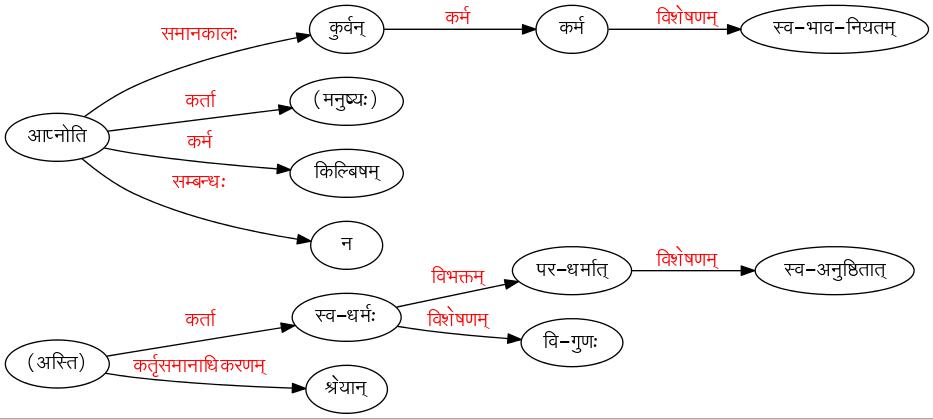 समानकालः
कुर्वन्
कर्म
कर्म
विशेषणम्
स्व-भाव-नियतम्
आप्नोति
कर्ता
(मनुष्यः)
कर्म
किल्बिषम्
सम्बन्धः
न
(अस्ति)
कर्ता
स्व-धर्मः
विभक्तम्
पर-धर्मात्
विशेषणम्
स्व-अनुष्ठितात्
विशेषणम्
वि-गुणः
कर्तृसमानाधिकरणम्
श्रेयान्